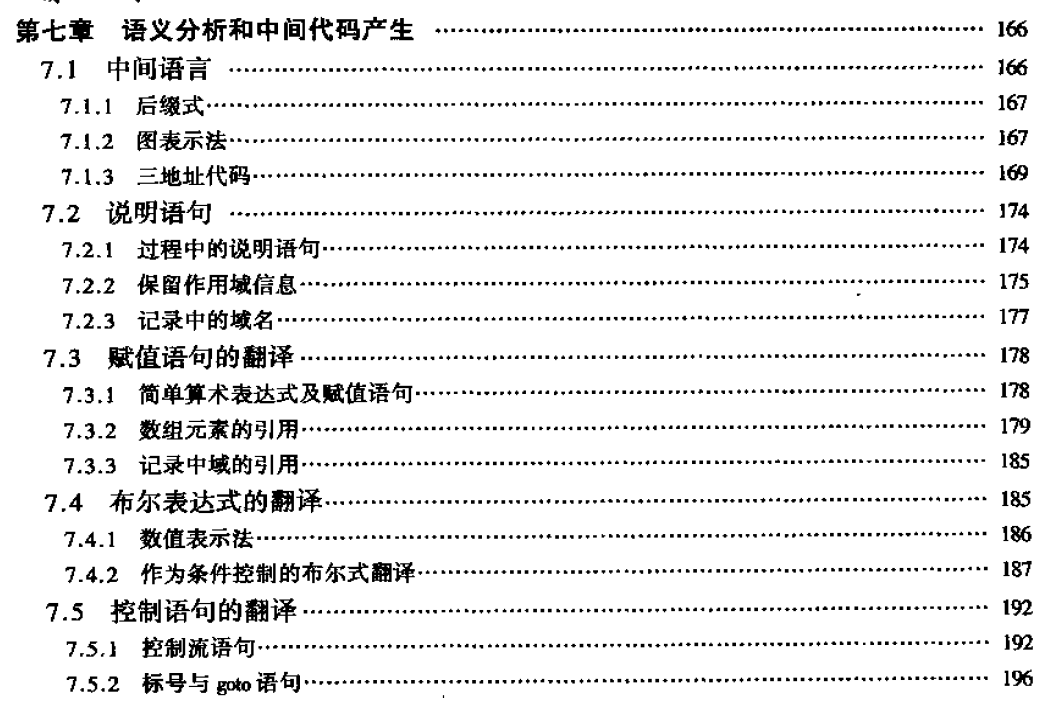 第七章 语义分析和中间代码产生 …… 166
7.1 中间语言 …… 166
7.1.1 后缀式 …… 167
7.1.2 图表示法 …… 167
7.1.3 三地址代码 …… 169
7.2 说明语句 …… 174
7.2.1 过程中的说明语句 …… 174
7.2.2 保留作用域信息 …… 175
7.2.3 记录中的域名 …… 177
7.3 赋值语句的翻译 …… 178
7.3.1 简单算术表达式及赋值语句 …… 178
7.3.2 数组元素的引用 …… 179
7.3.3 记录中域的引用 …… 185
7.4 布尔表达式的翻译 …… 185
7.4.1 数值表示法 …… 186
7.4.2 作为条件控制的布尔式翻译 …… 187
7.5 控制语句的翻译 …… 192
7.5.1 控制流语句 …… 192
7.5.2 标号与 goto 语句 …… 196